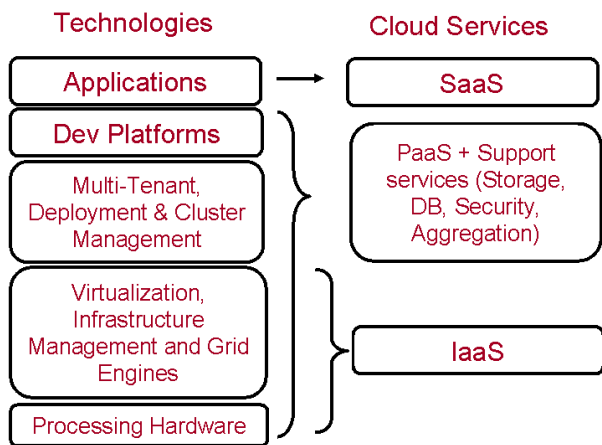 Technologies
Cloud Services
Applications
SaaS
Dev Platforms
Multi-Tenant,
Deployment & Cluster
Management
PaaS + Support
services (Storage,
DB, Security,
Aggregation)
Virtualization,
Infrastructure
Management and Grid
Engines
IaaS
Processing Hardware